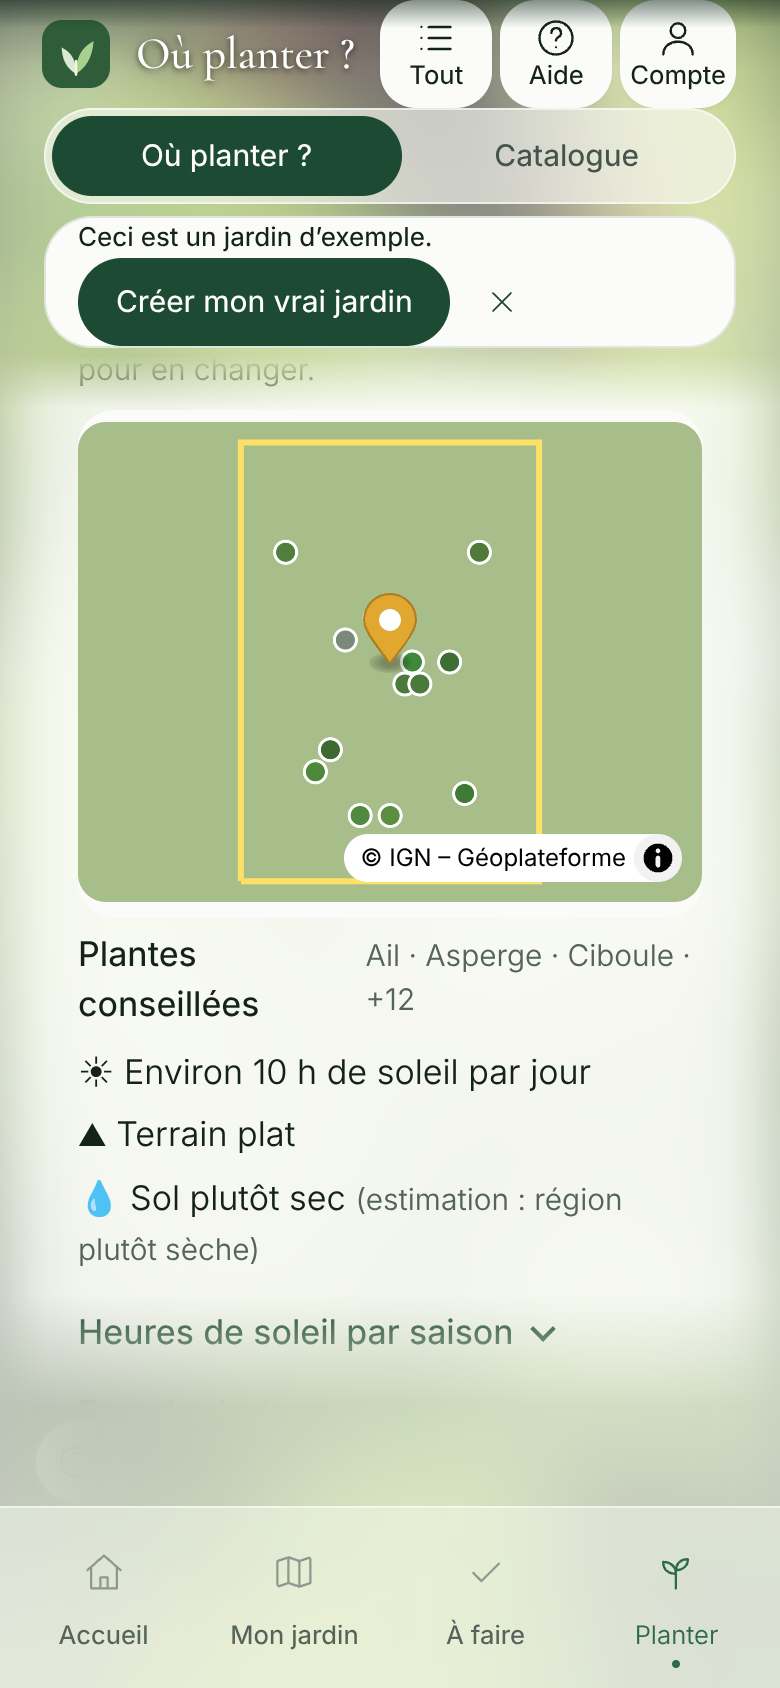 Où planter ?
Tout
Aide
Compte
Où planter ?
Catalogue
Ceci est un jardin d’exemple.
Créer mon vrai jardin
pour en changer.
© IGN – Géoplateforme
Plantes
conseillées
Ail · Asperge · Ciboule ·
+12
Environ 10 h de soleil par jour
Terrain plat
Sol plutôt sec (estimation : région
plutôt sèche)
Heures de soleil par saison
Accueil
Mon jardin
À faire
Planter